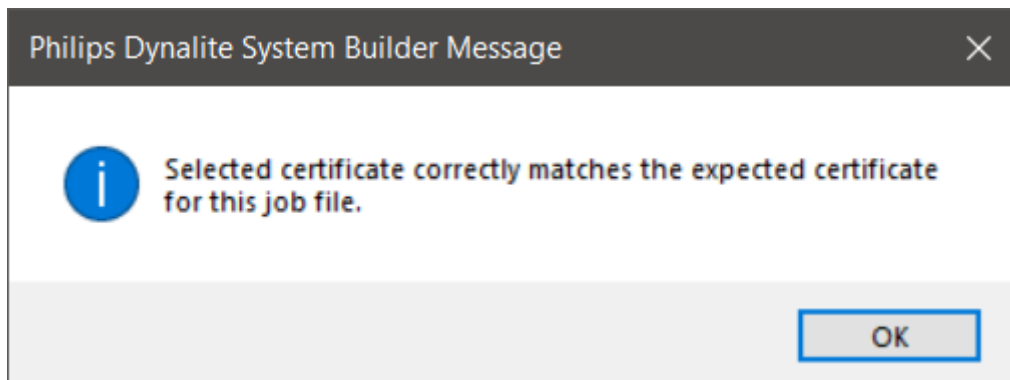 Philips Dynalite System Builder Message
Selected certificate correctly matches the expected certificate
for this job file.
OK